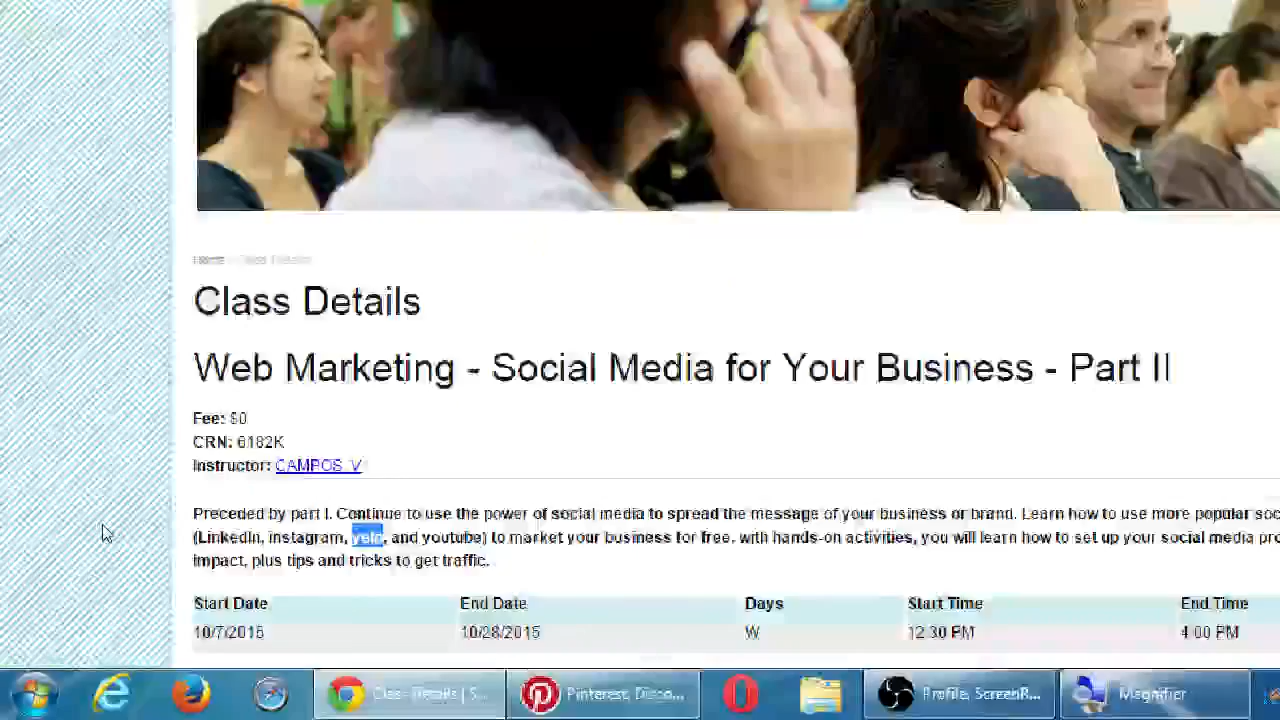 Home » Class Details
Class Details
Web Marketing - Social Media for Your Business - Part II
Fee: $0
CRN: 6182K
Instructor: CAMPOS, V
Preceded by part I. Continue to use the power of social media to spread the message of your business or brand. Learn how to use more popular soc
(LinkedIn, instagram, yelp, and youtube) to market your business for free. with hands-on activities, you will learn how to set up your social media pro
impact, plus tips and tricks to get traffic.
Start Date End Date Days Start Time End Time
10/7/2015 10/28/2015 W 12:30 PM 4:00 PM
Class Details | S... Pinterest, Disco... Profile, ScreenR... Magnifier